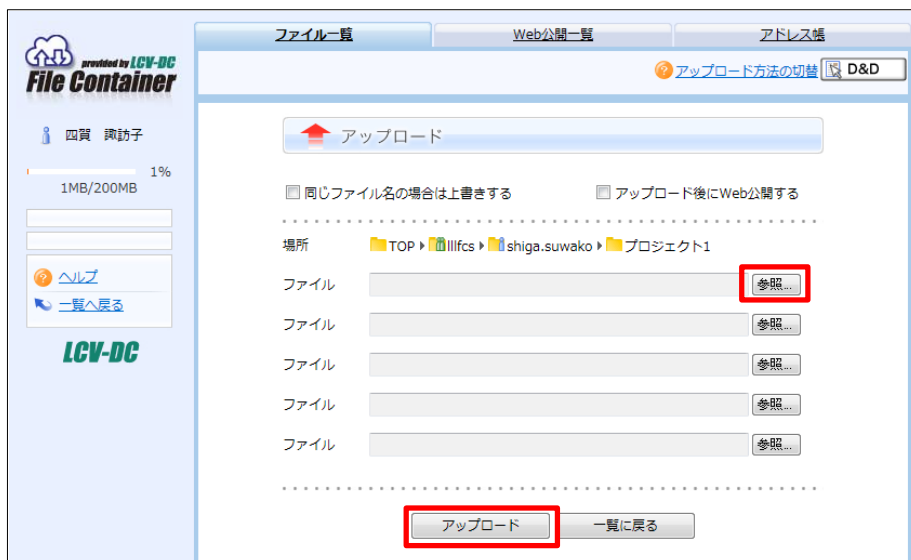 ファイル一覧
Web公開一覧
アドレス帳
provided by LCV-DC
File Container
アップロード方法の切替
D&D
四賀 諏訪子
1%
1MB/200MB
ヘルプ
一覧へ戻る
LCV-DC
アップロード
同じファイル名の場合は上書きする
アップロード後にWeb公開する
場所 TOP lllfcs shiga.suwako プロジェクト1
ファイル 参照...
ファイル 参照...
ファイル 参照...
ファイル 参照...
ファイル 参照...
アップロード
一覧に戻る